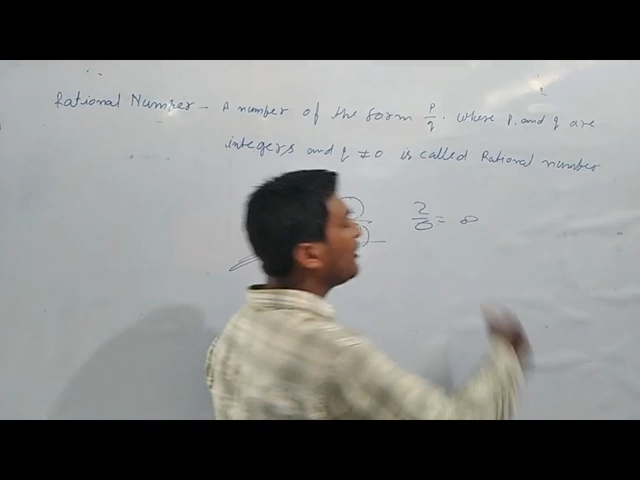 Rational Number - A number of the form p/q. where p, and q are
integers and q ≠ 0 is called Rational number
2/0 = ∞